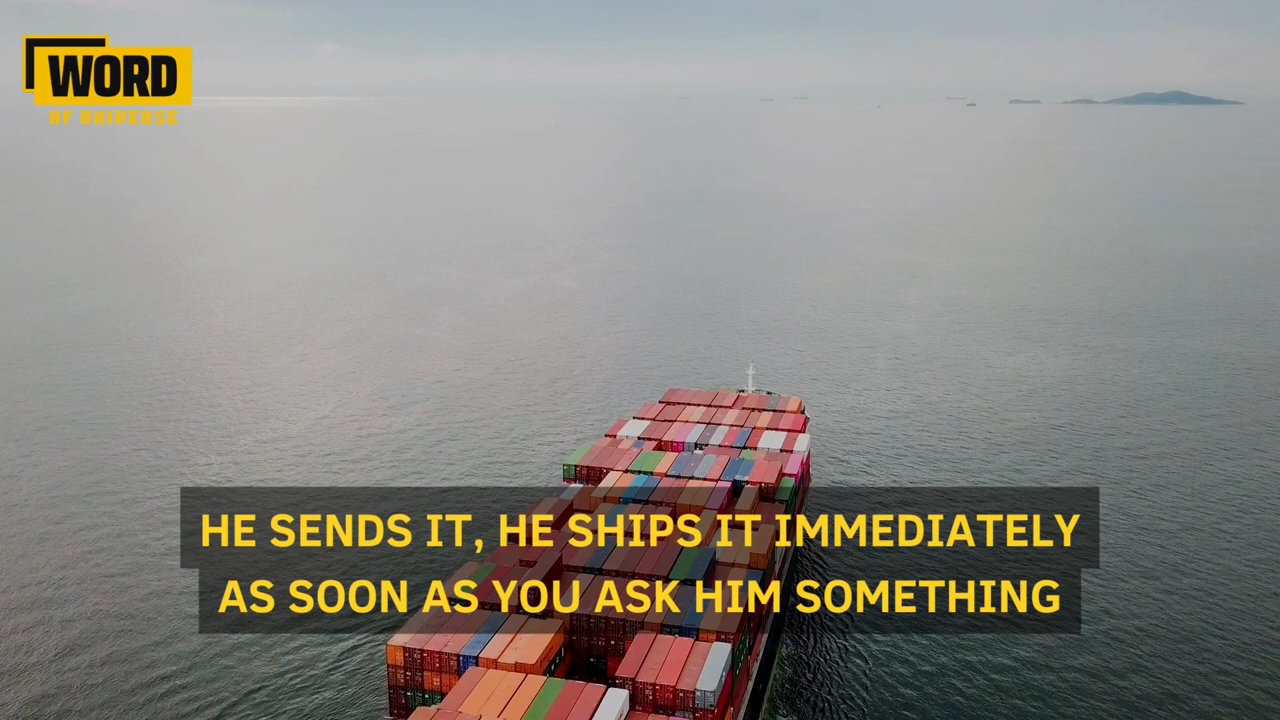 WORD
OF UNIVERSE
HE SENDS IT, HE SHIPS IT IMMEDIATELY
AS SOON AS YOU ASK HIM SOMETHING